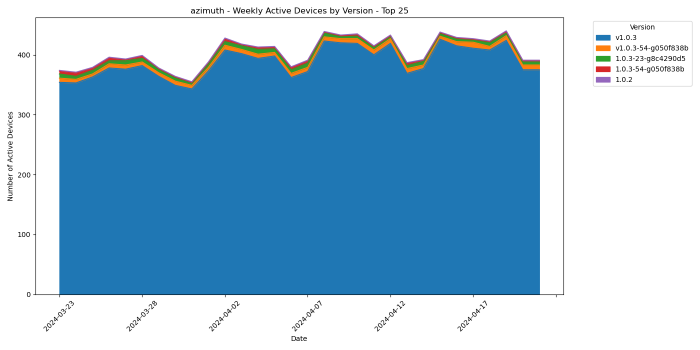 azimuth - Weekly Active Devices by Version - Top 25
Number of Active Devices
400
300
200
100
0
2024-03-23
2024-03-28
2024-04-02
2024-04-07
2024-04-12
2024-04-17
Date
Version
v1.0.3
v1.0.3-54-g050f838b
1.0.3-23-g8c4290d5
1.0.3-54-g050f838b
1.0.2